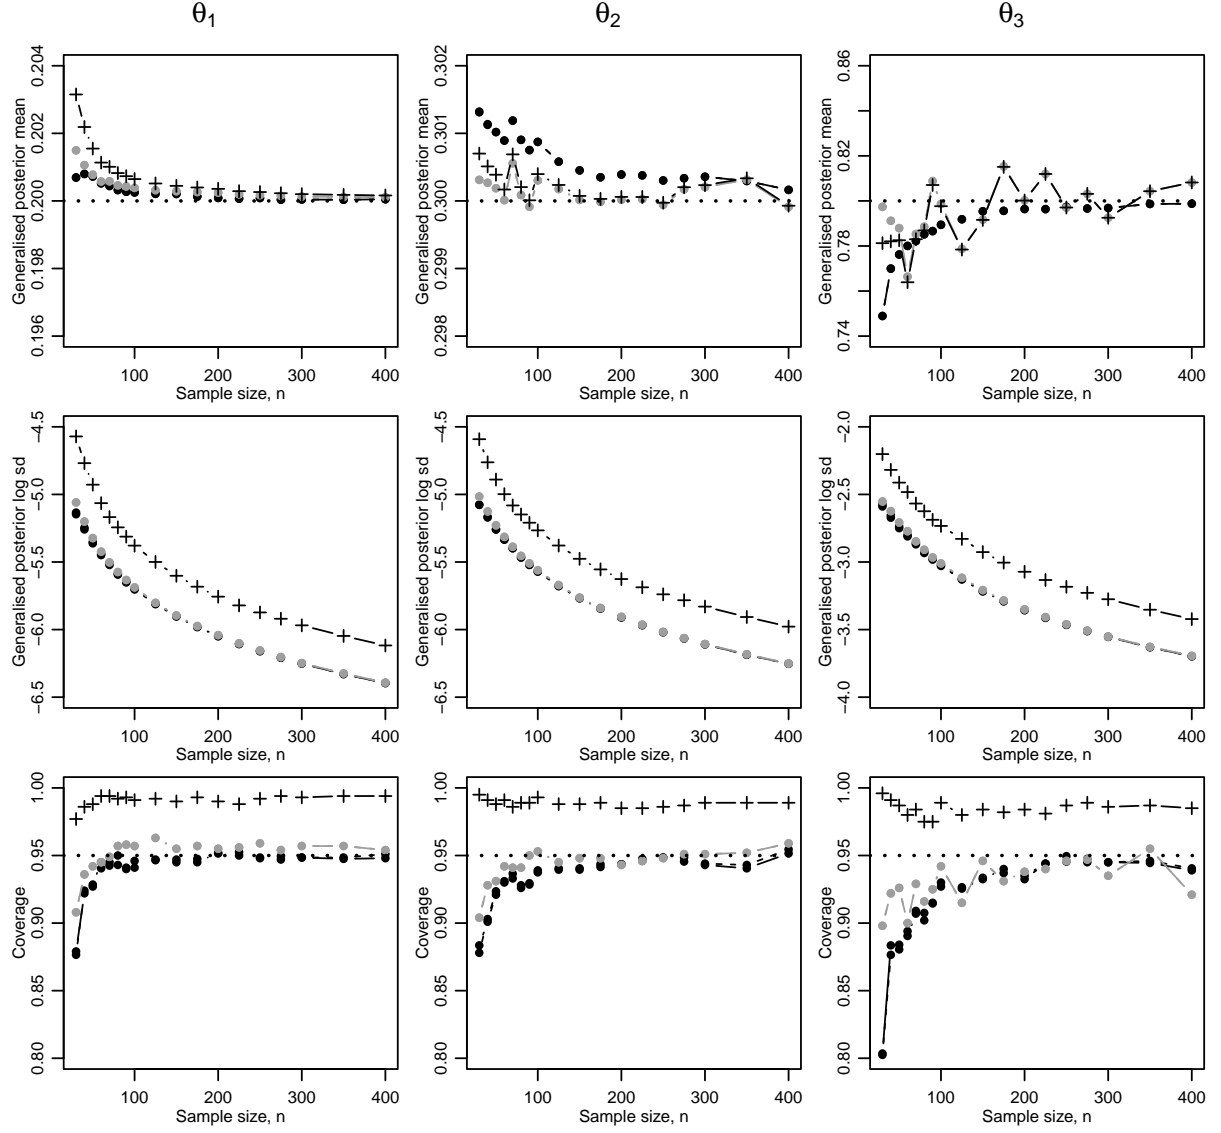 θ1 θ2 θ3
Generalised posterior mean
0.196 0.198 0.200 0.202 0.204
100 200 300 400
Sample size, n
Generalised posterior mean
0.298 0.299 0.300 0.301 0.302
100 200 300 400
Sample size, n
Generalised posterior mean
0.74 0.78 0.82 0.86
100 200 300 400
Sample size, n
Generalised posterior log sd
−6.5 −6.0 −5.5 −5.0 −4.5
100 200 300 400
Sample size, n
Generalised posterior log sd
−6.5 −6.0 −5.5 −5.0 −4.5
100 200 300 400
Sample size, n
Generalised posterior log sd
−4.0 −3.5 −3.0 −2.5 −2.0
100 200 300 400
Sample size, n
Coverage
0.80 0.85 0.90 0.95 1.00
100 200 300 400
Sample size, n
Coverage
0.80 0.85 0.90 0.95 1.00
100 200 300 400
Sample size, n
Coverage
0.80 0.85 0.90 0.95 1.00
100 200 300 400
Sample size, n